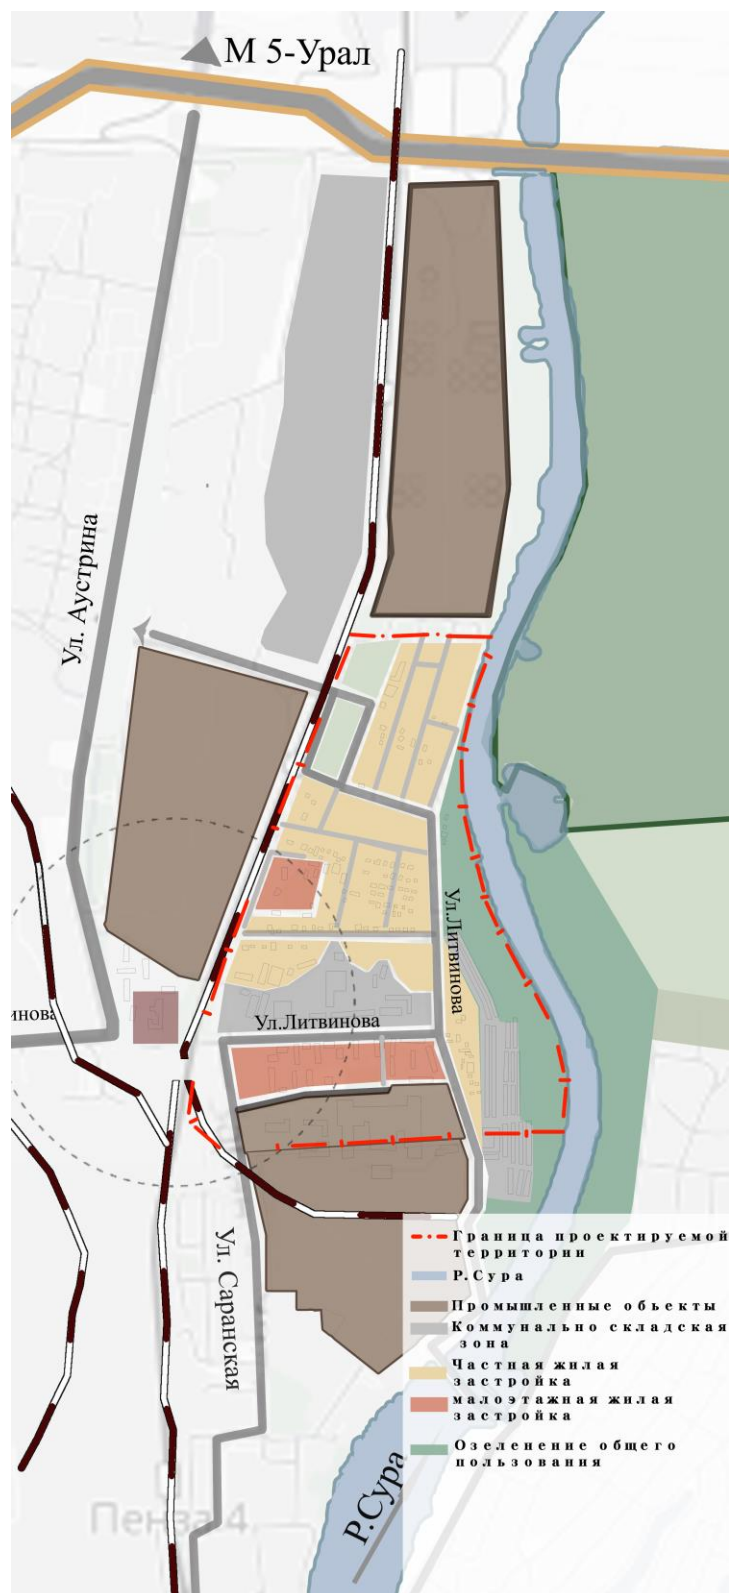 М 5-Урал
Ул. Аустрина
Ул.Литвинова
инова
Ул.Литвинова
Ул. Саранская
Граница проектируемой
территории
Р.Сура
Промышленные обьекты
Коммунально складская
зона
Частная жилая
застройка
малоэтажная жилая
застройка
Озеленение общего
пользования
Р.Сура
Пенза 4